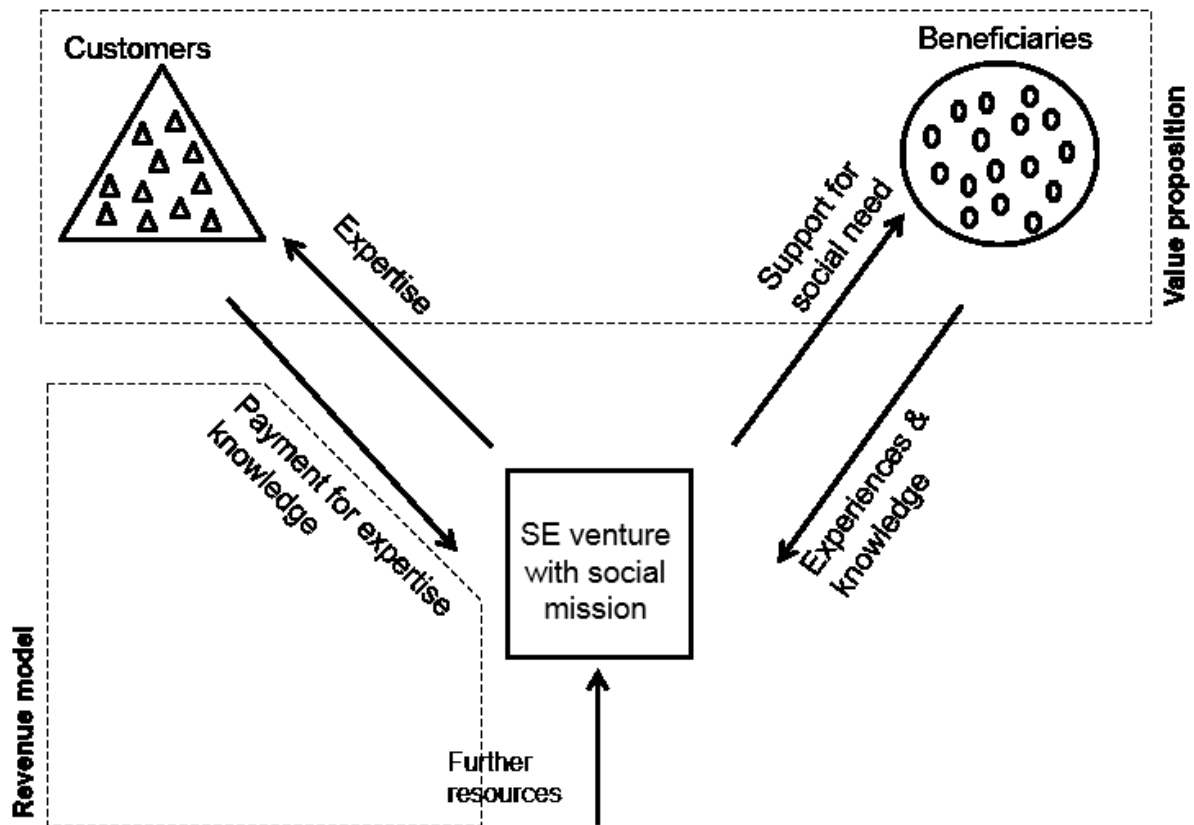 Customers
Beneficiaries
Value proposition
Expertise
Support for
social need
Payment for expertise
knowledge
Experiences &
knowledge
SE venture
with social
mission
Revenue model
Further
resources